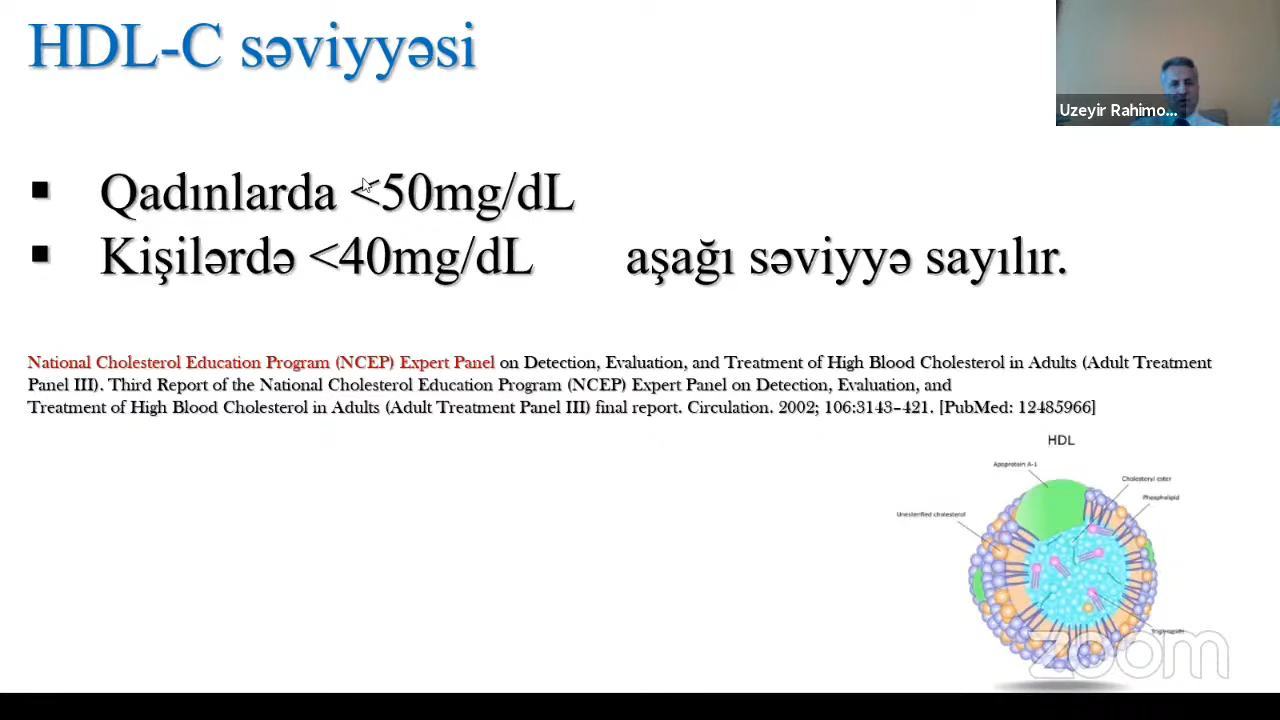 HDL-C səviyyəsi
Uzeyir Rahimo...
▪ Qadınlarda <50mg/dL
▪ Kişilərdə <40mg/dL aşağı səviyyə sayılır.
National Cholesterol Education Program (NCEP) Expert Panel on Detection, Evaluation, and Treatment of High Blood Cholesterol in Adults (Adult Treatment
Panel III). Third Report of the National Cholesterol Education Program (NCEP) Expert Panel on Detection, Evaluation, and
Treatment of High Blood Cholesterol in Adults (Adult Treatment Panel III) final report. Circulation. 2002; 106:3143–421. [PubMed: 12485966]
HDL
Apoprotein A-1
Cholesteryl ester
Phospholipid
Unesterified cholesterol
Triglyceride
zoom